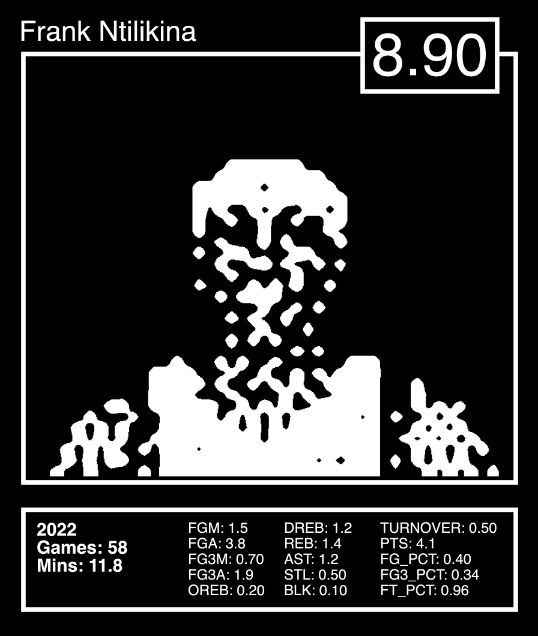 Frank Ntilikina
8.90
2022
Games: 58
Mins: 11.8
FGM: 1.5
FGA: 3.8
FG3M: 0.70
FG3A: 1.9
OREB: 0.20
DREB: 1.2
REB: 1.4
AST: 1.2
STL: 0.50
BLK: 0.10
TURNOVER: 0.50
PTS: 4.1
FG_PCT: 0.40
FG3_PCT: 0.34
FT_PCT: 0.96